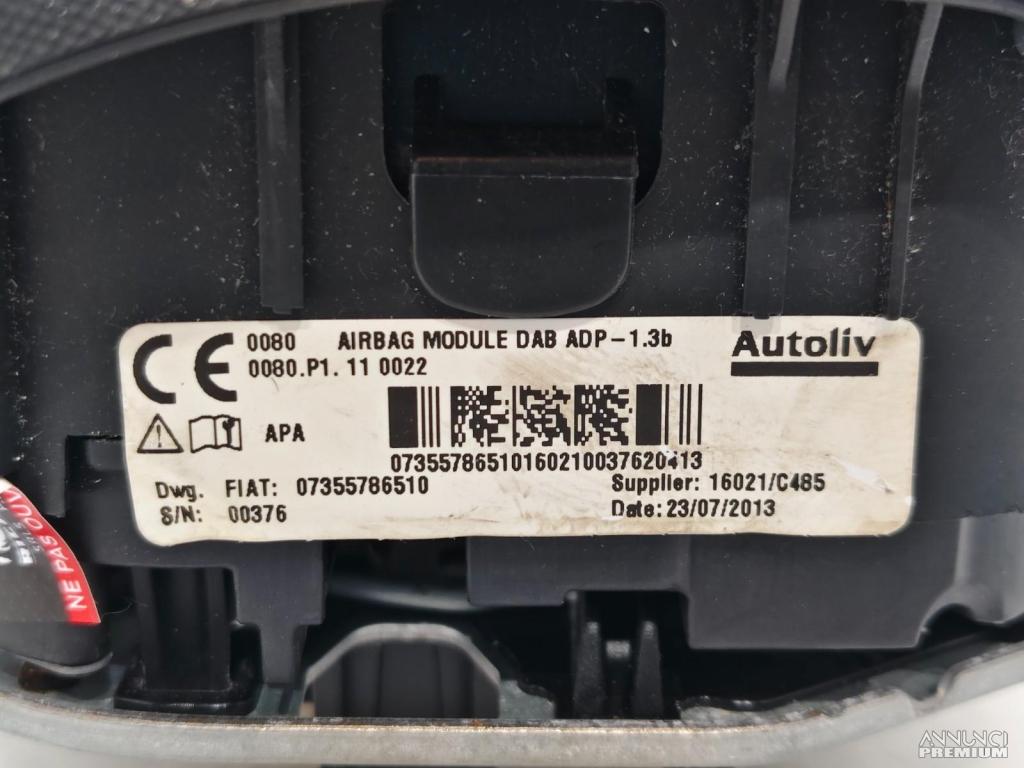 CE 0080 AIRBAG MODULE DAB ADP-1.3b
0080.P1. 11 0022
Autoliv
APA
07355786510160210037620413
Dwg. FIAT: 07355786510
Supplier: 16021/C485
S/N: 00376
Date: 23/07/2013
NE PAS OUV
ANNUNCI
PREMIUM